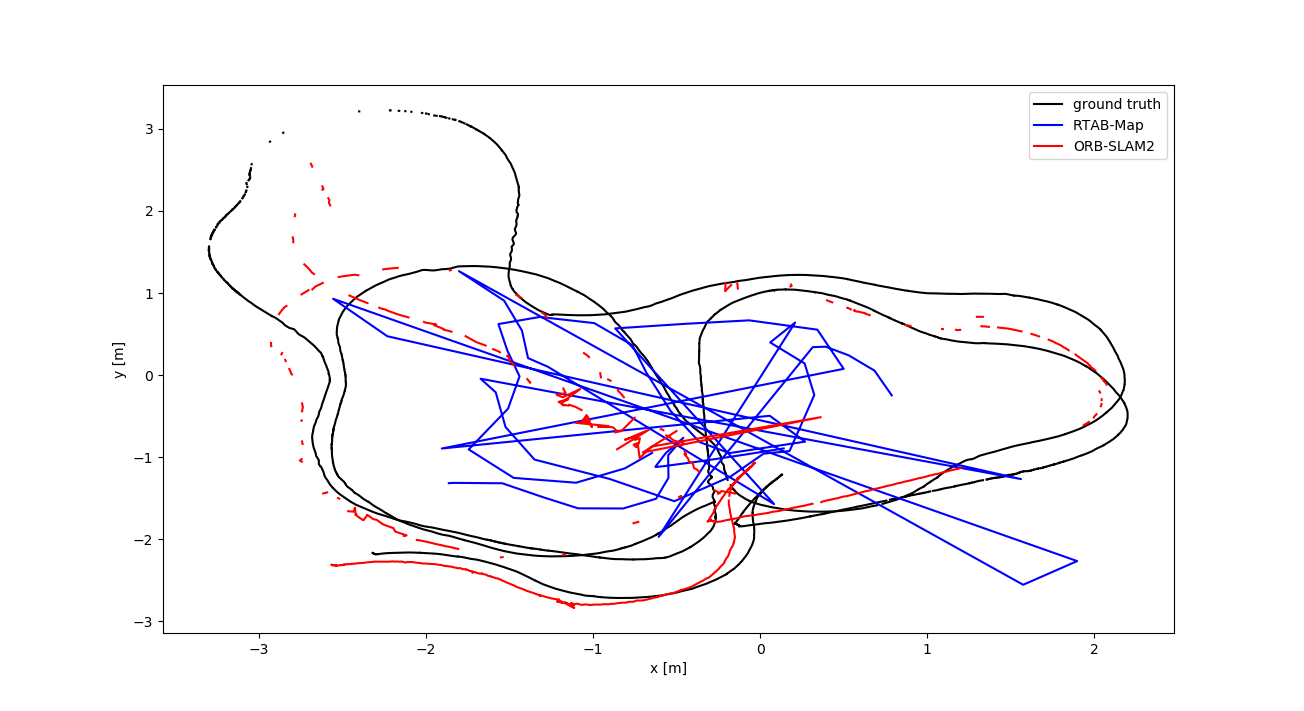 ground truth
RTAB-Map
ORB-SLAM2
3
2
1
0
−1
−2
−3
y [m]
−3
−2
−1
0
1
2
x [m]